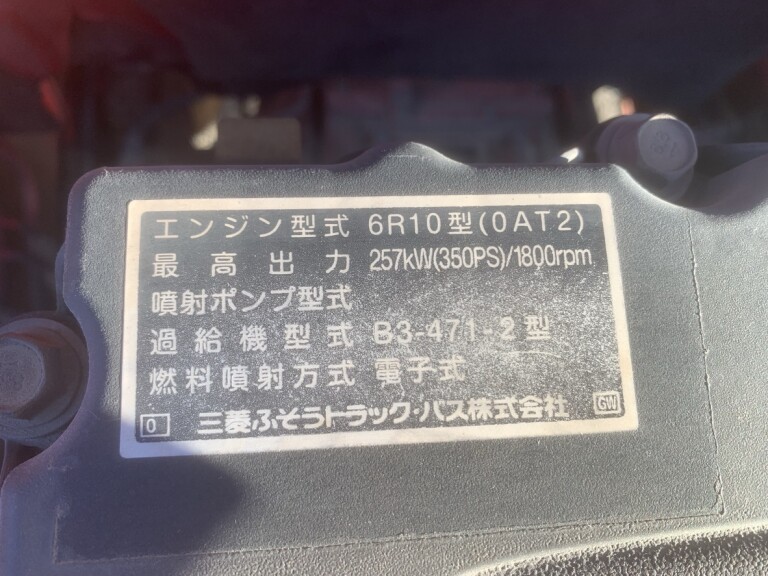 エンジン型式 6R10型(0AT2)
最高出力 257kW(350PS)/1800rpm
噴射ポンプ型式
過給機型式 B3-471-2型
燃料噴射方式 電子式
0 三菱ふそうトラック・バス株式会社 GW